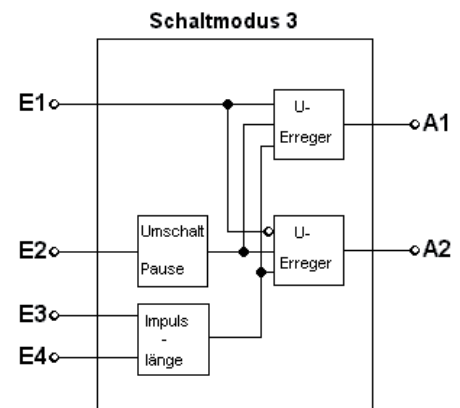 Schaltmodus 3
E1
U-
Erreger
A1
E2
Umschalt
Pause
U-
Erreger
A2
E3
E4
Impuls
-
länge